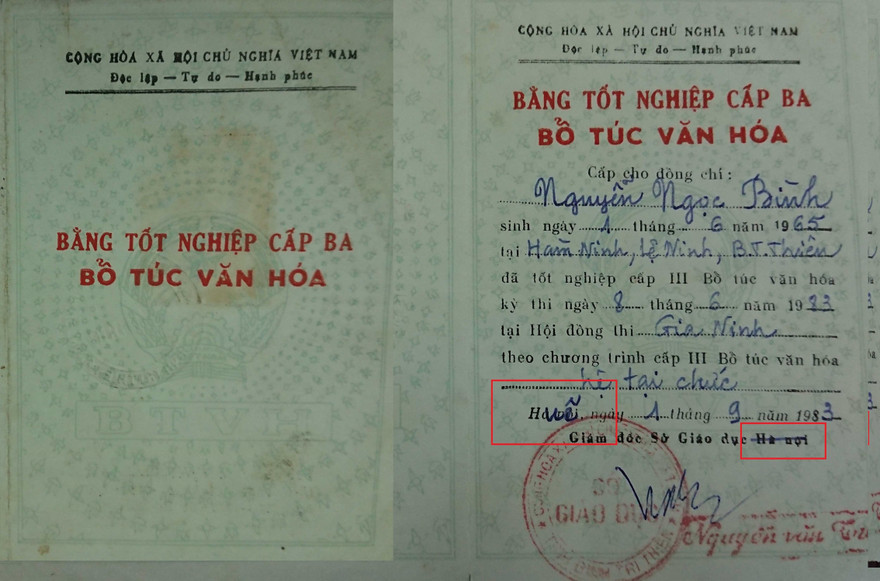 CỘNG HÒA XÃ HỘI CHỦ NGHĨA VIỆT NAM
Độc lập — Tự do — Hạnh phúc
BẰNG TỐT NGHIỆP CẤP BA
BỔ TÚC VĂN HÓA
CỘNG HÒA XÃ HỘI CHỦ NGHĨA VIỆT NAM
Độc lập — Tự do — Hạnh phúc
BẰNG TỐT NGHIỆP CẤP BA
BỔ TÚC VĂN HÓA
Cấp cho đồng chí :
Nguyễn Ngọc Bình
sinh ngày 1 tháng 6 năm 1965
tại Hàm Ninh, Lệ Ninh, B.T.Thiên
đã tốt nghiệp cấp III Bổ túc văn hóa
kỳ thi ngày 8 tháng 6 năm 1983
tại Hội đồng thi Gia Ninh
theo chương trình cấp III Bổ túc văn hóa
hệ tại chức
ngày 1 tháng 9 năm 1983
Giám đốc Sở Giáo dục Hà nội
SỞ
GIÁO DỤC
Nguyễn văn